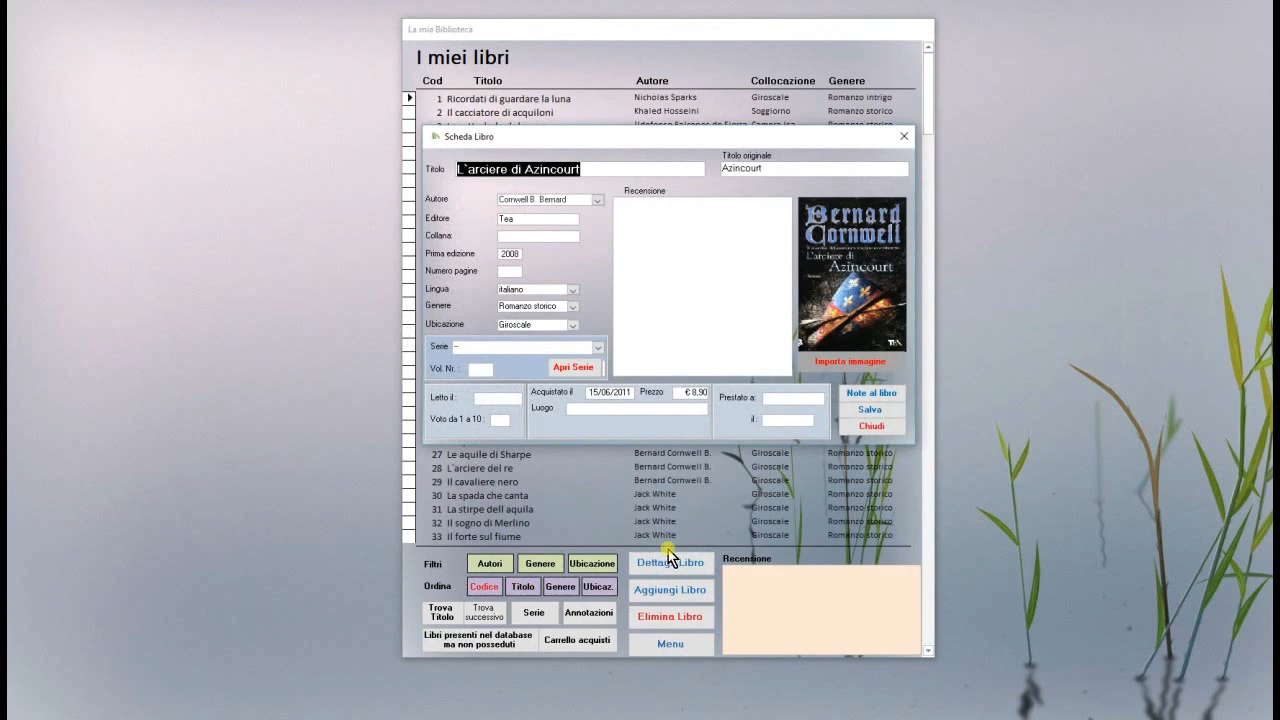 La mia Biblioteca
I miei libri
Cod Titolo Autore Collocazione Genere
1 Ricordati di guardare la luna Nicholas Sparks Giroscale Romanzo intrigo
2 Il cacciatore di acquiloni Khaled Hosseini Soggiorno Romanzo storico
Scheda Libro
Titolo originale
Titolo L`arciere di Azincourt Azincourt
Recensione
Autore Cornwell B. Bernard
Editore Tea
Collana:
Prima edizione 2008
Numero pagine
Lingua italiano
Genere Romanzo storico
Ubicazione Giroscale
Bernard
Cornwell
L'arciere di
Azincourt
TEA
Serie --
Importa immagine
Vol. Nr. : Apri Serie
Letto il : Acquistato il 15/06/2011 Prezzo € 8,90 Prestato a:
Luogo
Voto da 1 a 10 : il :
Note al libro
Salva
Chiudi
27 Le aquile di Sharpe Bernard Cornwell B. Giroscale Romanzo storico
28 L`arciere del re Bernard Cornwell B. Giroscale Romanzo storico
29 Il cavaliere nero Bernard Cornwell B. Giroscale Romanzo storico
30 La spada che canta Jack White Giroscale Romanzo storico
31 La stirpe dell aquila Jack White Giroscale Romanzo storico
32 Il sogno di Merlino Jack White Giroscale Romanzo storico
33 Il forte sul fiume Jack White Giroscale Romanzo storico
Filtri Autori Genere Ubicazione Dettagli Libro Recensione
Ordina Codice Titolo Genere Ubicaz. Aggiungi Libro
Trova Titolo Trova successivo Serie Annotazioni Elimina Libro
Libri presenti nel database
ma non posseduti Carrello acquisti Menu